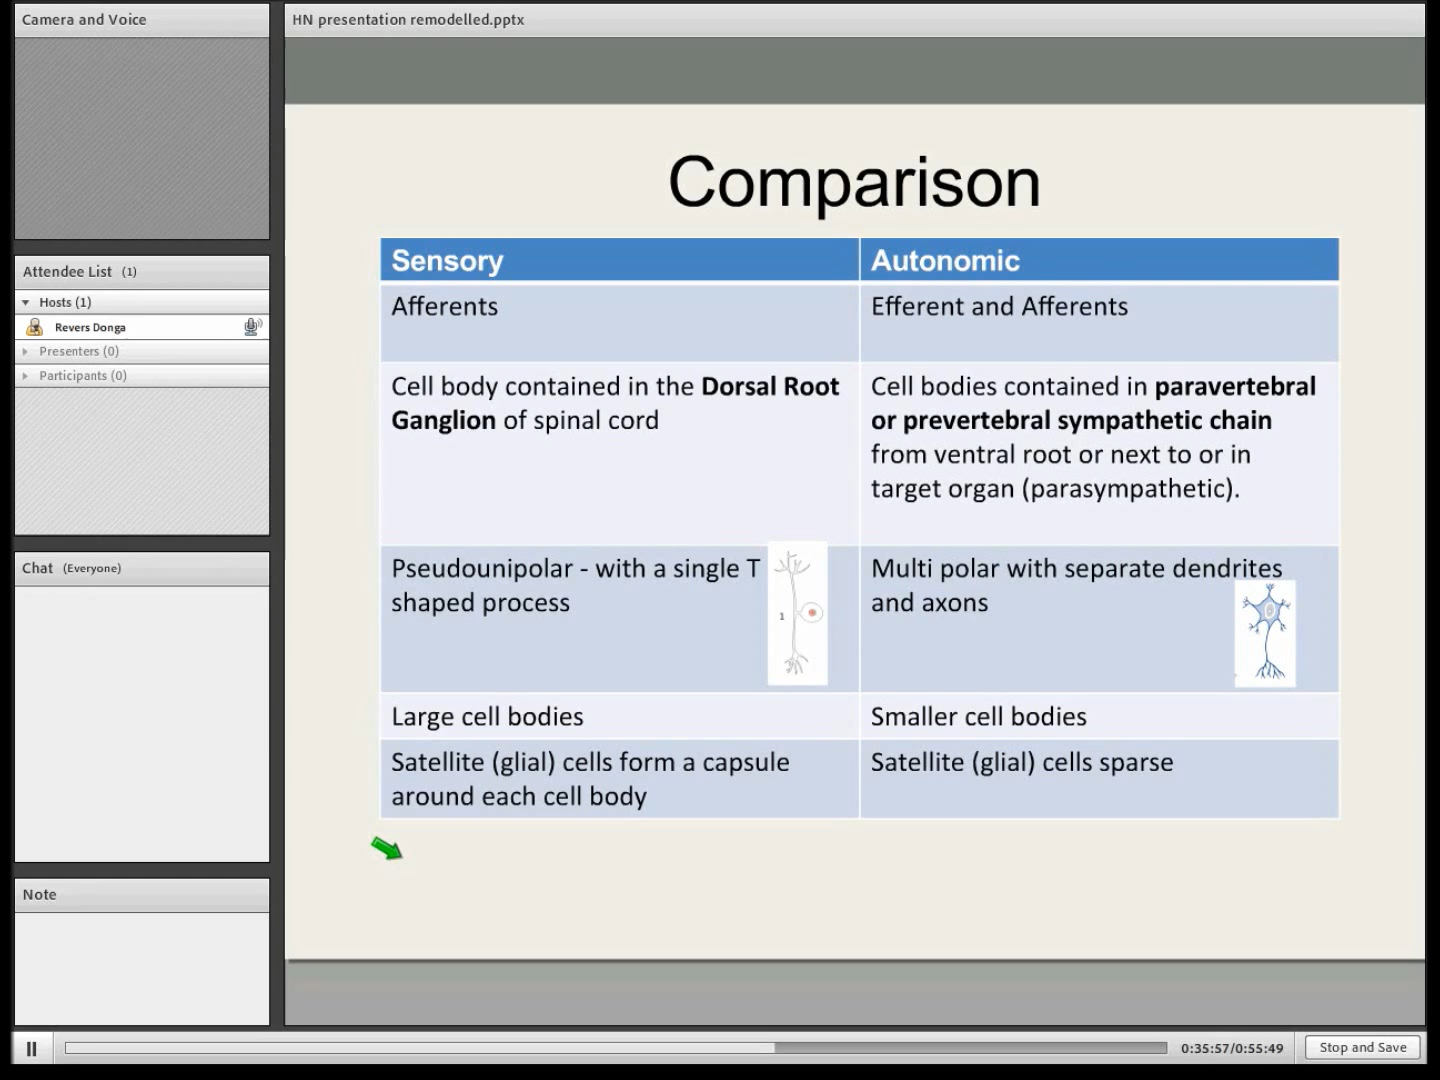 Camera and Voice
HN presentation remodelled.pptx
Attendee List (1)
Hosts (1)
Revers Donga
Presenters (0)
Participants (0)
Chat (Everyone)
Note
Comparison
Sensory
Autonomic
Afferents
Efferent and Afferents
Cell body contained in the Dorsal Root
Ganglion of spinal cord
Cell bodies contained in paravertebral
or prevertebral sympathetic chain
from ventral root or next to or in
target organ (parasympathetic).
Pseudounipolar - with a single T
shaped process
1
Multi polar with separate dendrites
and axons
Large cell bodies
Smaller cell bodies
Satellite (glial) cells form a capsule
around each cell body
Satellite (glial) cells sparse
0:35:57/0:55:49
Stop and Save